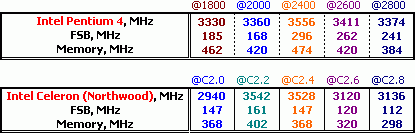 @1800 @2000 @2400 @2600 @2800
Intel Pentium 4, MHz 3330 3360 3556 3411 3374
FSB, MHz 185 168 296 262 241
Memory, MHz 462 420 474 420 384
@C2.0 @C2.2 @C2.4 @C2.6 @C2.8
Intel Celeron (Northwood), MHz 2940 3542 3528 3120 3136
FSB, MHz 147 161 147 120 112
Memory, MHz 368 402 368 320 298